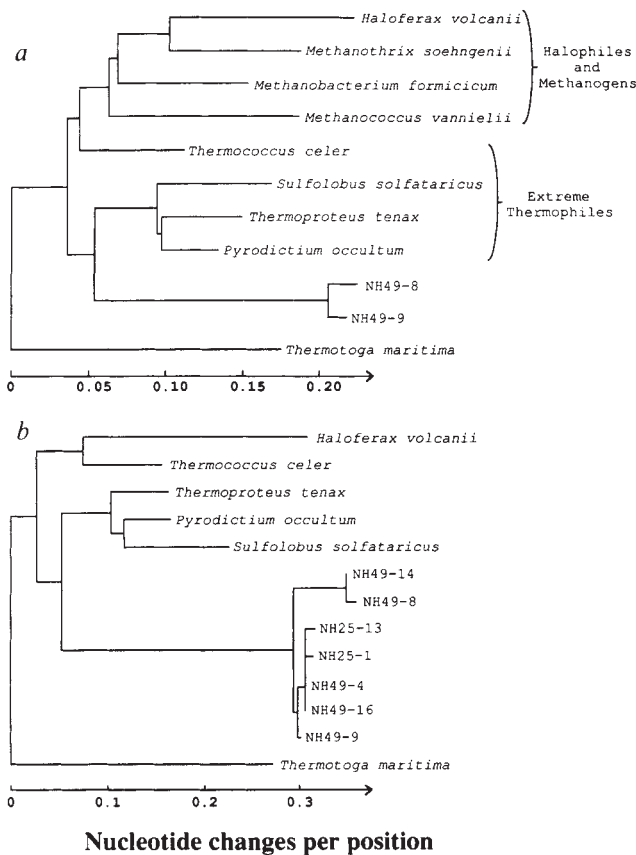 a
Haloferax volcanii
Methanothrix soehngenii
Methanobacterium formicicum
Methanococcus vannielii
Halophiles
and
Methanogens
Thermococcus celer
Sulfolobus solfataricus
Thermoproteus tenax
Pyrodictium occultum
Extreme
Thermophiles
NH49-8
NH49-9
Thermotoga maritima
0 0.05 0.10 0.15 0.20
b
Haloferax volcanii
Thermococcus celer
Thermoproteus tenax
Pyrodictium occultum
Sulfolobus solfataricus
NH49-14
NH49-8
NH25-13
NH25-1
NH49-4
NH49-16
NH49-9
Thermotoga maritima
0 0.1 0.2 0.3
Nucleotide changes per position